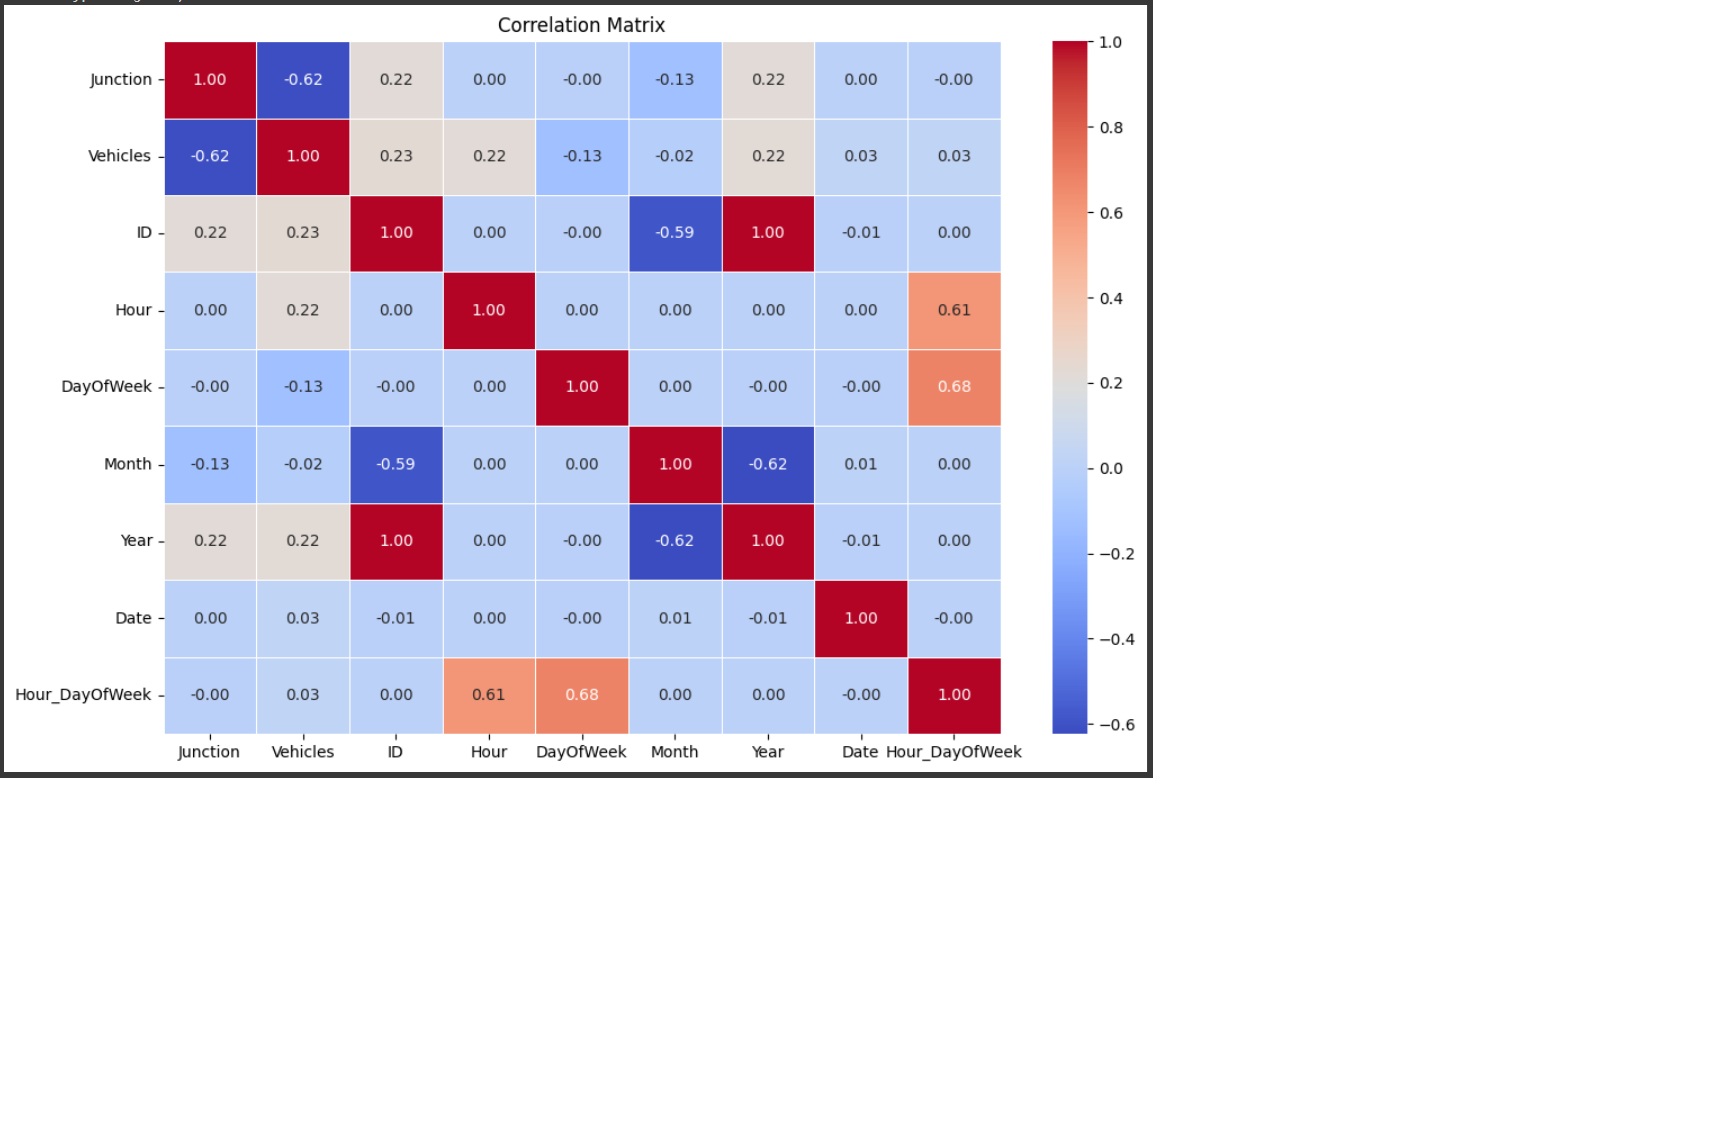 Correlation Matrix
Junction 1.00 -0.62 0.22 0.00 -0.00 -0.13 0.22 0.00 -0.00
Vehicles -0.62 1.00 0.23 0.22 -0.13 -0.02 0.22 0.03 0.03
ID 0.22 0.23 1.00 0.00 -0.00 -0.59 1.00 -0.01 0.00
Hour 0.00 0.22 0.00 1.00 0.00 0.00 0.00 0.00 0.61
DayOfWeek -0.00 -0.13 -0.00 0.00 1.00 0.00 -0.00 -0.00 0.68
Month -0.13 -0.02 -0.59 0.00 0.00 1.00 -0.62 0.01 0.00
Year 0.22 0.22 1.00 0.00 -0.00 -0.62 1.00 -0.01 0.00
Date 0.00 0.03 -0.01 0.00 -0.00 0.01 -0.01 1.00 -0.00
Hour_DayOfWeek -0.00 0.03 0.00 0.61 0.68 0.00 0.00 -0.00 1.00
Junction Vehicles ID Hour DayOfWeek Month Year Date Hour_DayOfWeek
1.0
0.8
0.6
0.4
0.2
0.0
−0.2
−0.4
−0.6